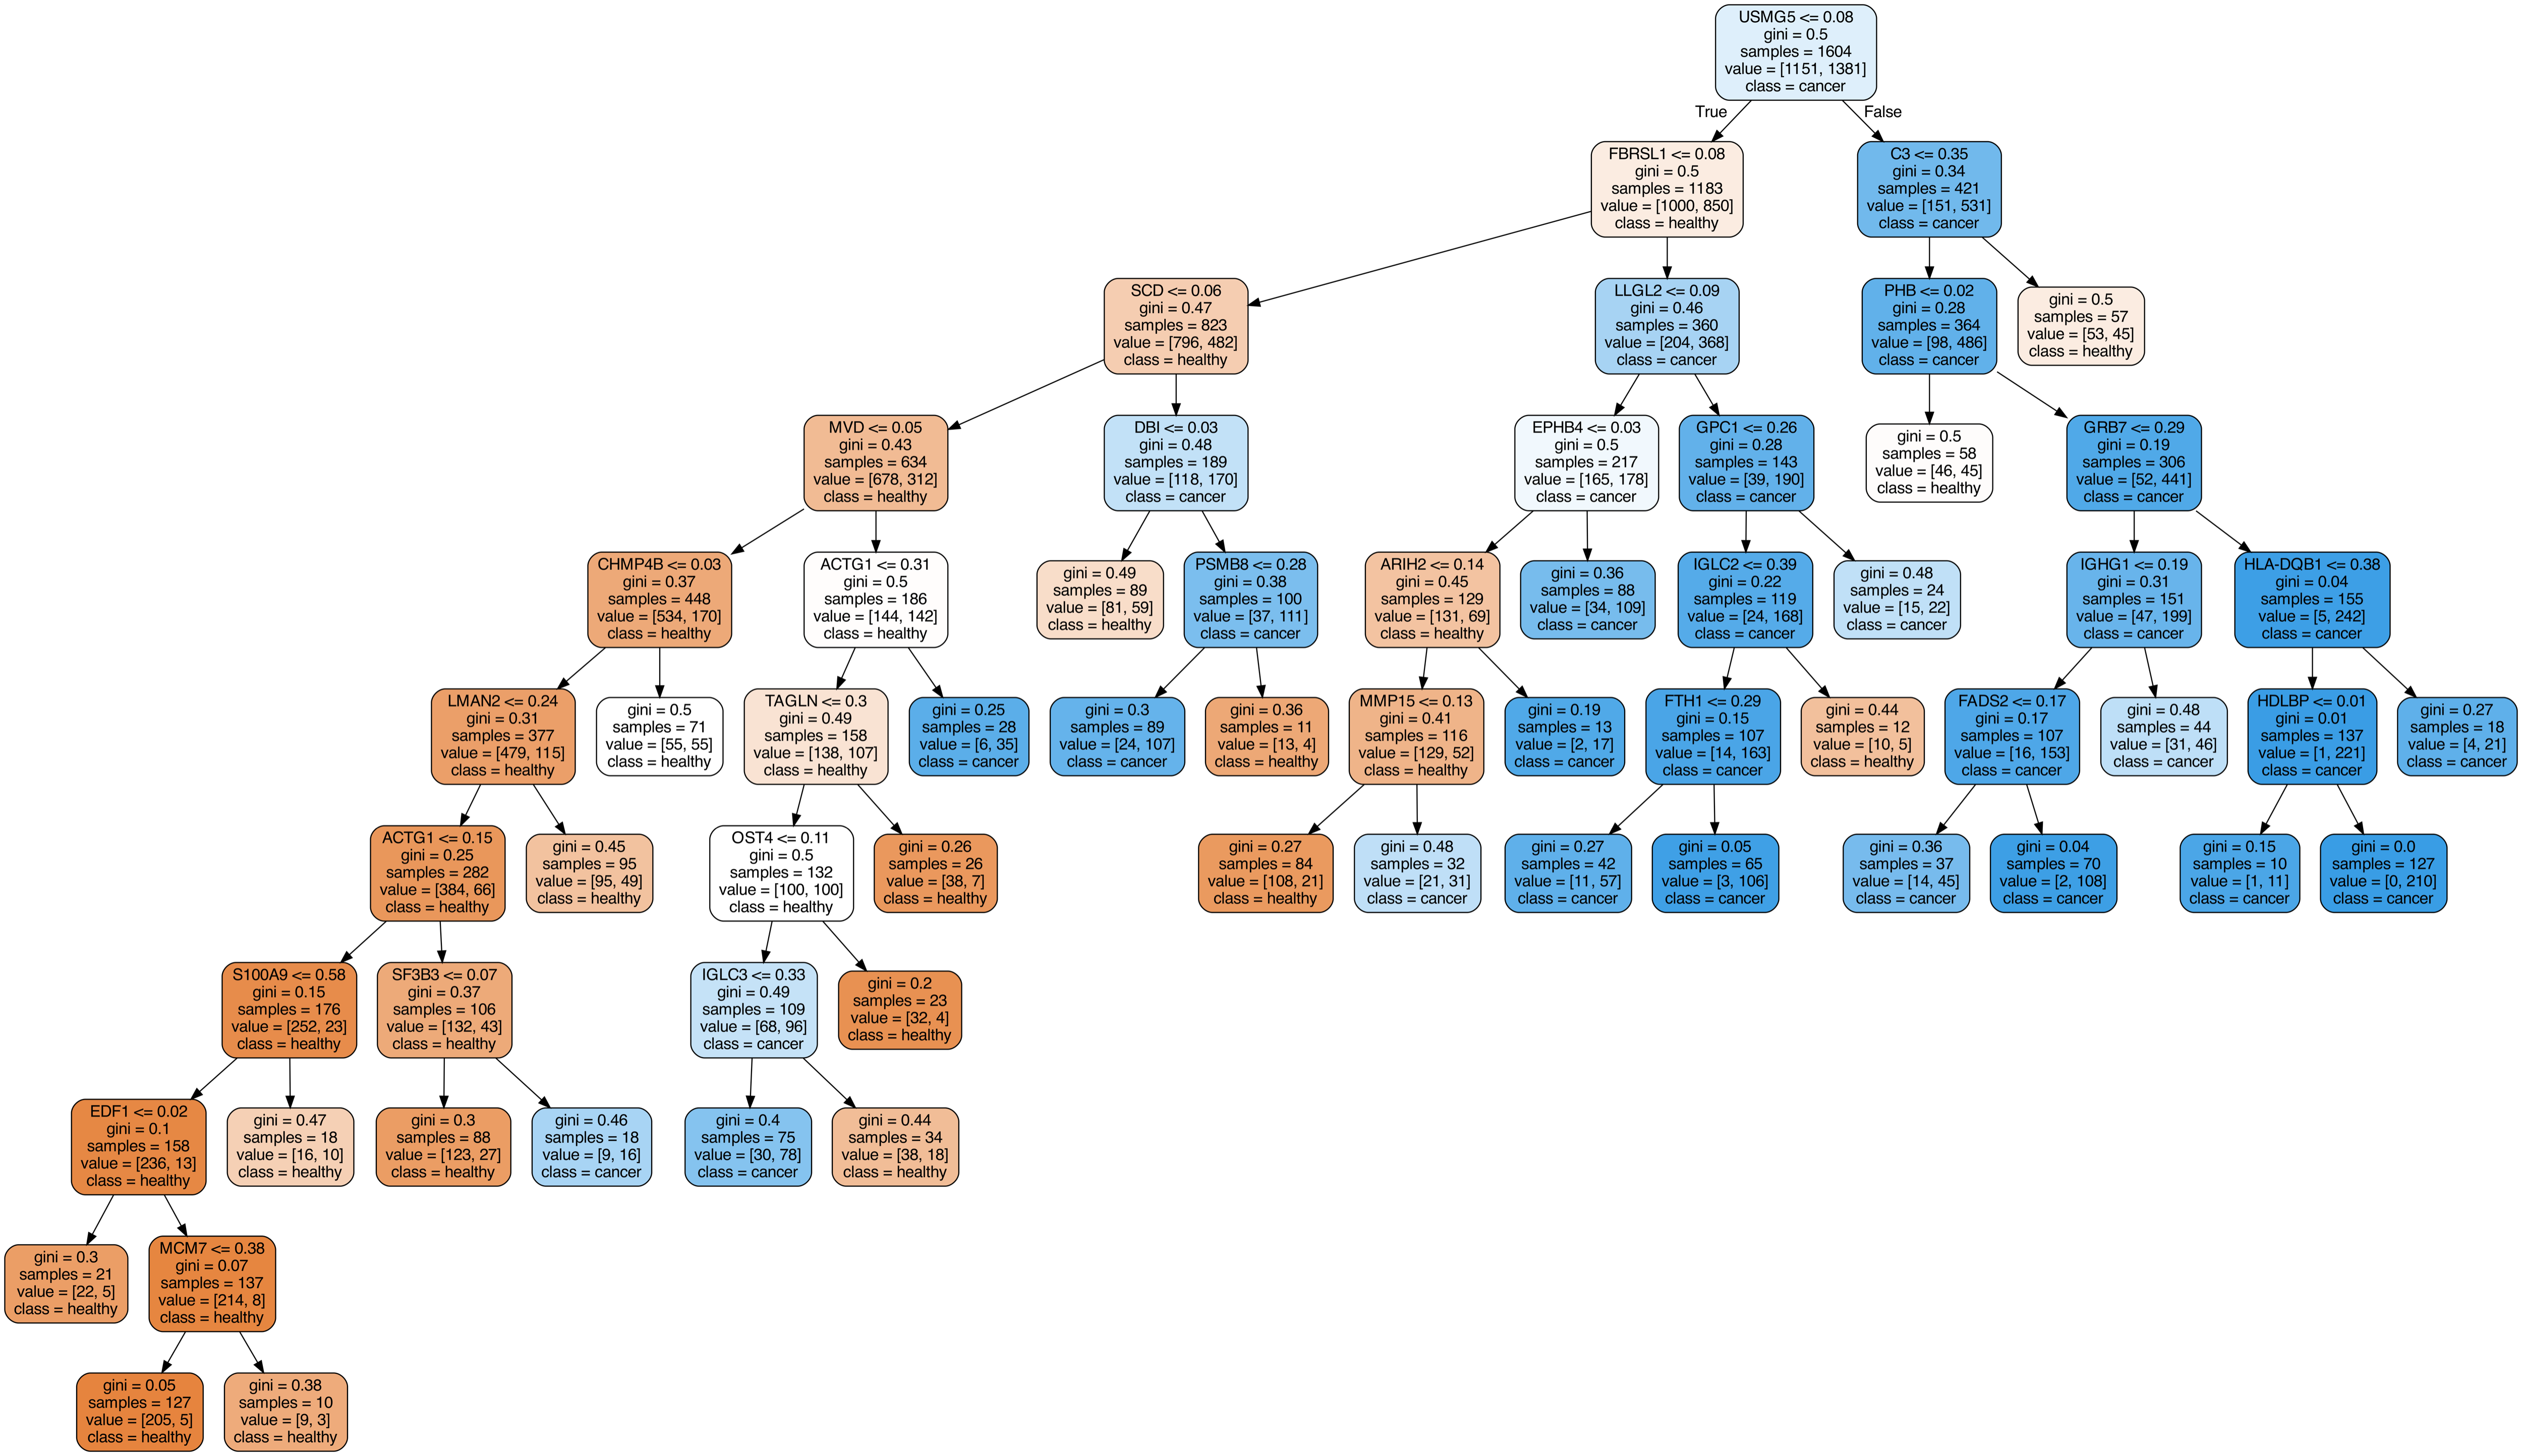 USMG5 <= 0.08
gini = 0.5
samples = 1604
value = [1151, 1381]
class = cancer
True
False
FBRSL1 <= 0.08
gini = 0.5
samples = 1183
value = [1000, 850]
class = healthy
C3 <= 0.35
gini = 0.34
samples = 421
value = [151, 531]
class = cancer
SCD <= 0.06
gini = 0.47
samples = 823
value = [796, 482]
class = healthy
LLGL2 <= 0.09
gini = 0.46
samples = 360
value = [204, 368]
class = cancer
PHB <= 0.02
gini = 0.28
samples = 364
value = [98, 486]
class = cancer
gini = 0.5
samples = 57
value = [53, 45]
class = healthy
MVD <= 0.05
gini = 0.43
samples = 634
value = [678, 312]
class = healthy
DBI <= 0.03
gini = 0.48
samples = 189
value = [118, 170]
class = cancer
EPHB4 <= 0.03
gini = 0.5
samples = 217
value = [165, 178]
class = cancer
GPC1 <= 0.26
gini = 0.28
samples = 143
value = [39, 190]
class = cancer
gini = 0.5
samples = 58
value = [46, 45]
class = healthy
GRB7 <= 0.29
gini = 0.19
samples = 306
value = [52, 441]
class = cancer
CHMP4B <= 0.03
gini = 0.37
samples = 448
value = [534, 170]
class = healthy
ACTG1 <= 0.31
gini = 0.5
samples = 186
value = [144, 142]
class = healthy
gini = 0.49
samples = 89
value = [81, 59]
class = healthy
PSMB8 <= 0.28
gini = 0.38
samples = 100
value = [37, 111]
class = cancer
ARIH2 <= 0.14
gini = 0.45
samples = 129
value = [131, 69]
class = healthy
gini = 0.36
samples = 88
value = [34, 109]
class = cancer
IGLC2 <= 0.39
gini = 0.22
samples = 119
value = [24, 168]
class = cancer
gini = 0.48
samples = 24
value = [15, 22]
class = cancer
IGHG1 <= 0.19
gini = 0.31
samples = 151
value = [47, 199]
class = cancer
HLA-DQB1 <= 0.38
gini = 0.04
samples = 155
value = [5, 242]
class = cancer
LMAN2 <= 0.24
gini = 0.31
samples = 377
value = [479, 115]
class = healthy
gini = 0.5
samples = 71
value = [55, 55]
class = healthy
TAGLN <= 0.3
gini = 0.49
samples = 158
value = [138, 107]
class = healthy
gini = 0.25
samples = 28
value = [6, 35]
class = cancer
gini = 0.3
samples = 89
value = [24, 107]
class = cancer
gini = 0.36
samples = 11
value = [13, 4]
class = healthy
MMP15 <= 0.13
gini = 0.41
samples = 116
value = [129, 52]
class = healthy
gini = 0.19
samples = 13
value = [2, 17]
class = cancer
FTH1 <= 0.29
gini = 0.15
samples = 107
value = [14, 163]
class = cancer
gini = 0.44
samples = 12
value = [10, 5]
class = healthy
FADS2 <= 0.17
gini = 0.17
samples = 107
value = [16, 153]
class = cancer
gini = 0.48
samples = 44
value = [31, 46]
class = cancer
HDLBP <= 0.01
gini = 0.01
samples = 137
value = [1, 221]
class = cancer
gini = 0.27
samples = 18
value = [4, 21]
class = cancer
ACTG1 <= 0.15
gini = 0.25
samples = 282
value = [384, 66]
class = healthy
gini = 0.45
samples = 95
value = [95, 49]
class = healthy
OST4 <= 0.11
gini = 0.5
samples = 132
value = [100, 100]
class = healthy
gini = 0.26
samples = 26
value = [38, 7]
class = healthy
gini = 0.27
samples = 84
value = [108, 21]
class = healthy
gini = 0.48
samples = 32
value = [21, 31]
class = cancer
gini = 0.27
samples = 42
value = [11, 57]
class = cancer
gini = 0.05
samples = 65
value = [3, 106]
class = cancer
gini = 0.36
samples = 37
value = [14, 45]
class = cancer
gini = 0.04
samples = 70
value = [2, 108]
class = cancer
gini = 0.15
samples = 10
value = [1, 11]
class = cancer
gini = 0.0
samples = 127
value = [0, 210]
class = cancer
S100A9 <= 0.58
gini = 0.15
samples = 176
value = [252, 23]
class = healthy
SF3B3 <= 0.07
gini = 0.37
samples = 106
value = [132, 43]
class = healthy
IGLC3 <= 0.33
gini = 0.49
samples = 109
value = [68, 96]
class = cancer
gini = 0.2
samples = 23
value = [32, 4]
class = healthy
EDF1 <= 0.02
gini = 0.1
samples = 158
value = [236, 13]
class = healthy
gini = 0.47
samples = 18
value = [16, 10]
class = healthy
gini = 0.3
samples = 88
value = [123, 27]
class = healthy
gini = 0.46
samples = 18
value = [9, 16]
class = cancer
gini = 0.4
samples = 75
value = [30, 78]
class = cancer
gini = 0.44
samples = 34
value = [38, 18]
class = healthy
gini = 0.3
samples = 21
value = [22, 5]
class = healthy
MCM7 <= 0.38
gini = 0.07
samples = 137
value = [214, 8]
class = healthy
gini = 0.05
samples = 127
value = [205, 5]
class = healthy
gini = 0.38
samples = 10
value = [9, 3]
class = healthy